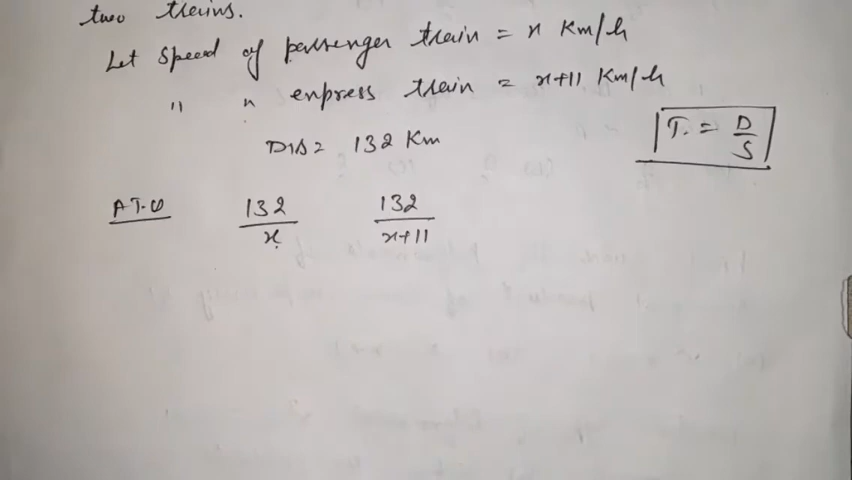 two trains.
Let Speed of passenger train = x Km/h
" " express train = x+11 Km/h
DIS = 132 Km
T. = D/S
A T.Q 132/x 132/x+11